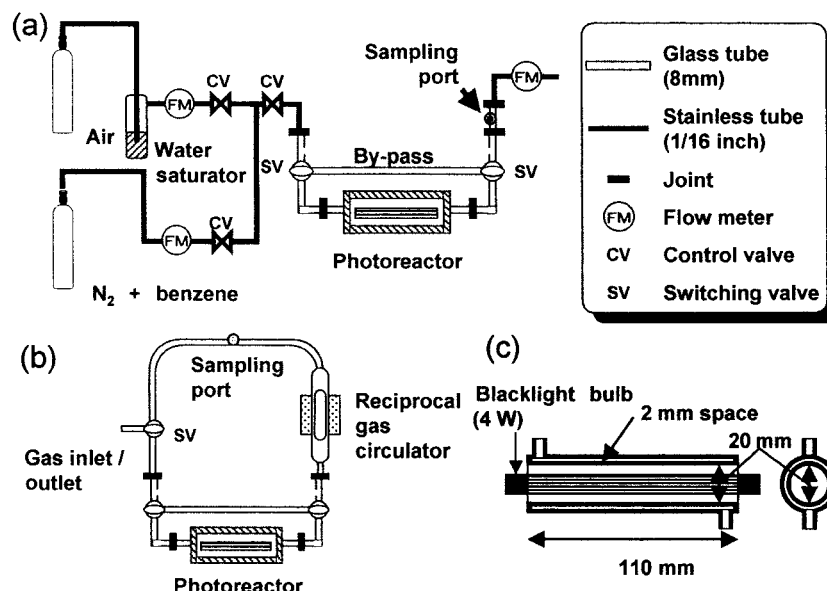 (a)
Air
Water
saturator
FM
CV
CV
N2 + benzene
FM
CV
SV
By-pass
SV
Photoreactor
Sampling
port
FM
Glass tube
(8mm)
Stainless tube
(1/16 inch)
Joint
FM
Flow meter
CV
Control valve
SV
Switching valve
(b)
Sampling
port
SV
Gas inlet /
outlet
Reciprocal
gas
circulator
Photoreactor
(c)
Blacklight bulb
(4 W)
2 mm space
20 mm
110 mm